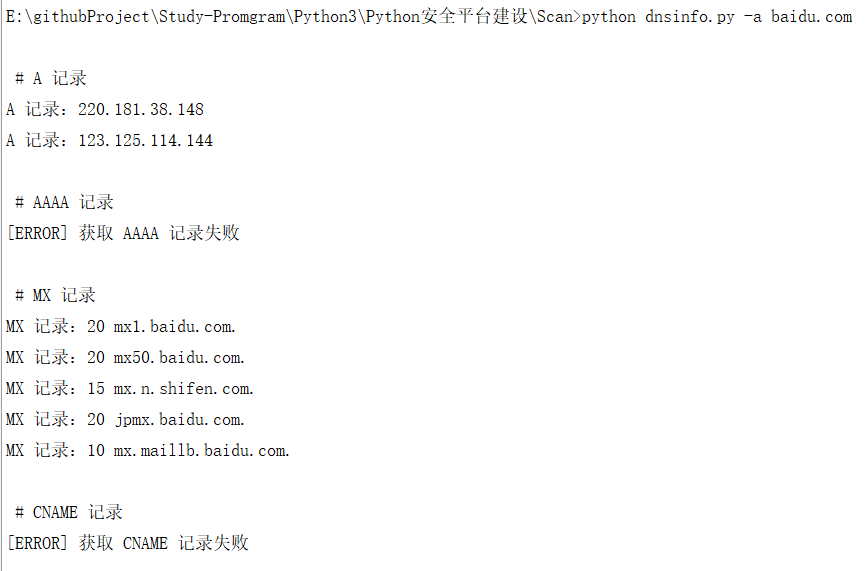 E:\githubProject\Study-Promgram\Python3\Python安全平台建设\Scan>python dnsinfo.py -a baidu.com
# A 记录
A 记录：220.181.38.148
A 记录：123.125.114.144
# AAAA 记录
[ERROR] 获取 AAAA 记录失败
# MX 记录
MX 记录：20 mx1.baidu.com.
MX 记录：20 mx50.baidu.com.
MX 记录：15 mx.n.shifen.com.
MX 记录：20 jpmx.baidu.com.
MX 记录：10 mx.maillb.baidu.com.
# CNAME 记录
[ERROR] 获取 CNAME 记录失败